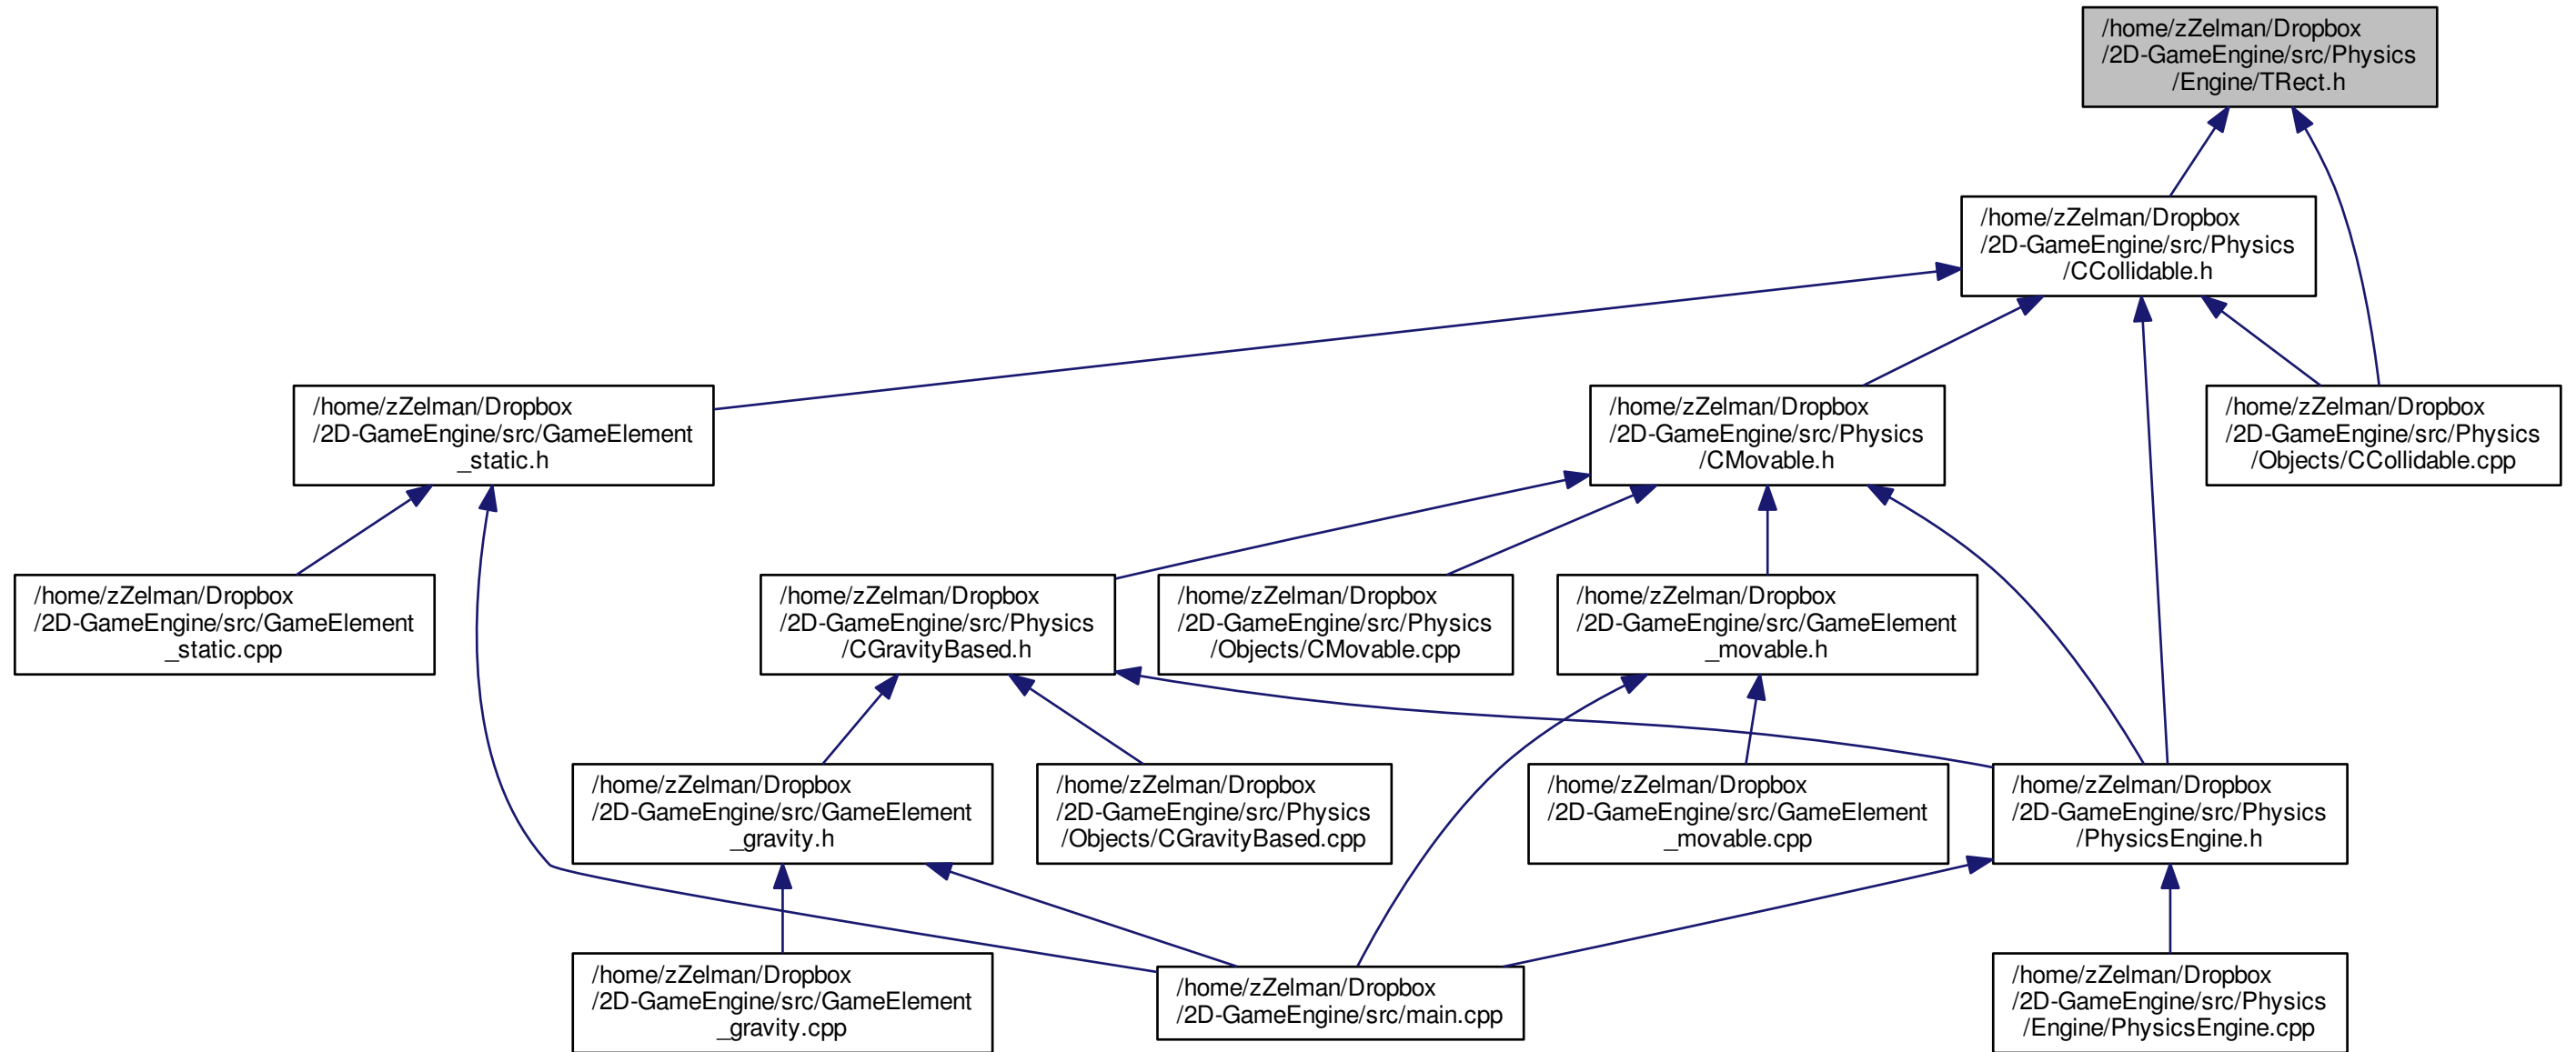 /home/zZelman/Dropbox
/2D-GameEngine/src/Physics
/Engine/TRect.h
/home/zZelman/Dropbox
/2D-GameEngine/src/Physics
/CCollidable.h
/home/zZelman/Dropbox
/2D-GameEngine/src/GameElement
_static.h
/home/zZelman/Dropbox
/2D-GameEngine/src/Physics
/CMovable.h
/home/zZelman/Dropbox
/2D-GameEngine/src/Physics
/Objects/CCollidable.cpp
/home/zZelman/Dropbox
/2D-GameEngine/src/GameElement
_static.cpp
/home/zZelman/Dropbox
/2D-GameEngine/src/Physics
/CGravityBased.h
/home/zZelman/Dropbox
/2D-GameEngine/src/Physics
/Objects/CMovable.cpp
/home/zZelman/Dropbox
/2D-GameEngine/src/GameElement
_movable.h
/home/zZelman/Dropbox
/2D-GameEngine/src/GameElement
_gravity.h
/home/zZelman/Dropbox
/2D-GameEngine/src/Physics
/Objects/CGravityBased.cpp
/home/zZelman/Dropbox
/2D-GameEngine/src/GameElement
_movable.cpp
/home/zZelman/Dropbox
/2D-GameEngine/src/Physics
/PhysicsEngine.h
/home/zZelman/Dropbox
/2D-GameEngine/src/GameElement
_gravity.cpp
/home/zZelman/Dropbox
/2D-GameEngine/src/main.cpp
/home/zZelman/Dropbox
/2D-GameEngine/src/Physics
/Engine/PhysicsEngine.cpp